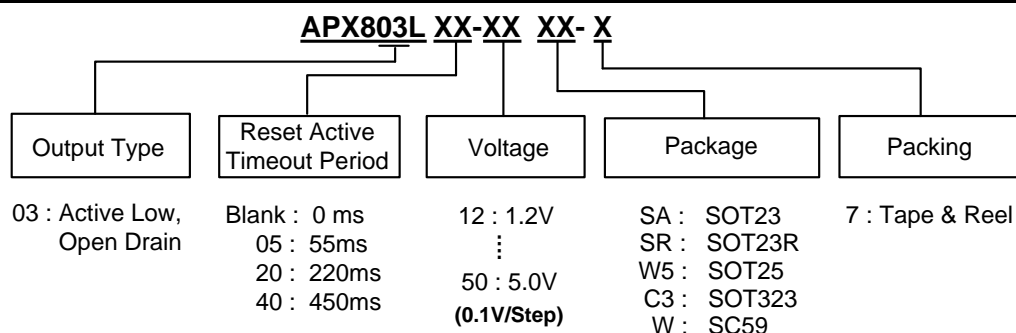 APX803L XX-XX XX- X
Output Type
Reset Active
Timeout Period
Voltage
Package
Packing
03 : Active Low,
Open Drain
Blank : 0 ms
05 : 55ms
20 : 220ms
40 : 450ms
12 : 1.2V
50 : 5.0V
(0.1V/Step)
SA : SOT23
SR : SOT23R
W5 : SOT25
C3 : SOT323
W : SC59
7 : Tape & Reel